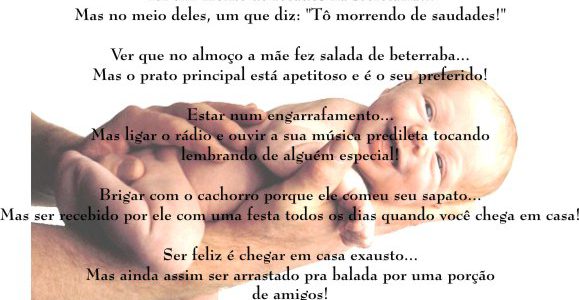 Mas no meio deles, um que diz: "Tô morrendo de saudades!"
Ver que no almoço a mãe fez salada de beterraba...
Mas o prato principal está apetitoso e é o seu preferido!
Estar num engarrafamento...
Mas ligar o rádio e ouvir a sua música predileta tocando
lembrando de alguém especial!
Brigar com o cachorro porque ele comeu seu sapato...
Mas ser recebido por ele com uma festa todos os dias quando você chega em casa!
Ser feliz é chegar em casa exausto...
Mas ainda assim ser arrastado pra balada por uma porção
de amigos!